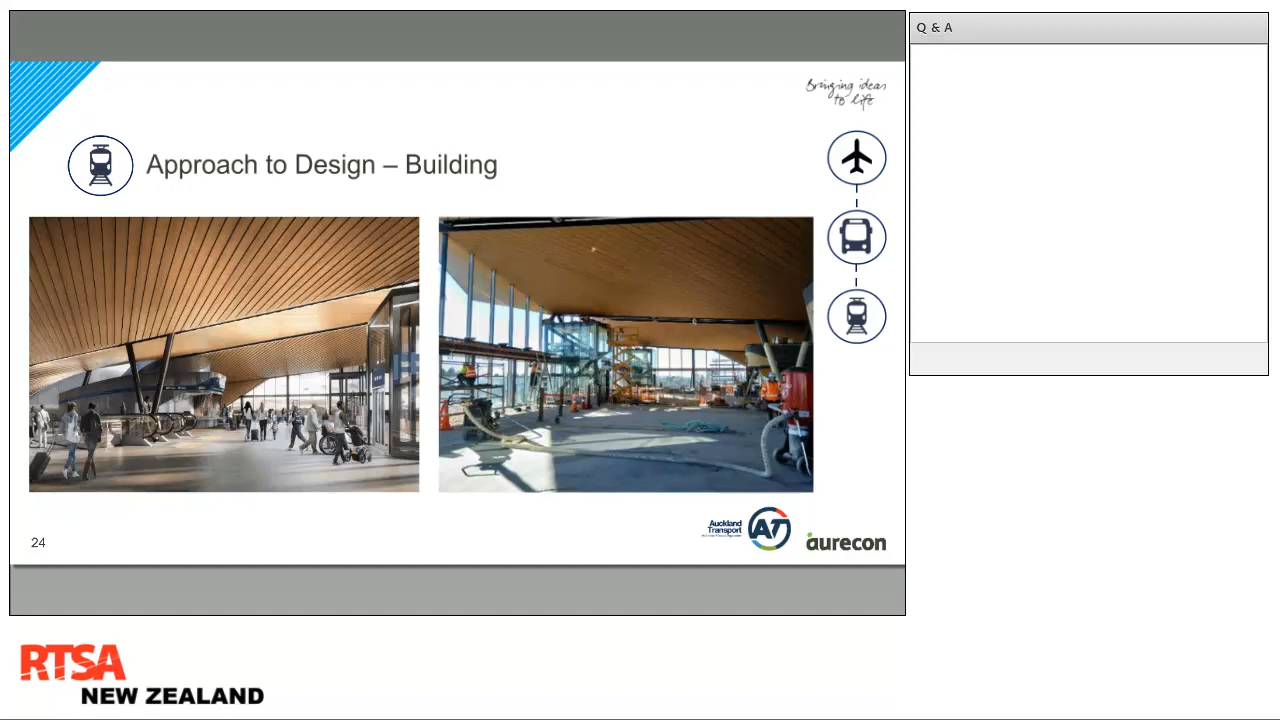 Q & A
Bringing ideas
to life
Approach to Design – Building
Auckland
Transport
AT
aurecon
24
RTSA
NEW ZEALAND